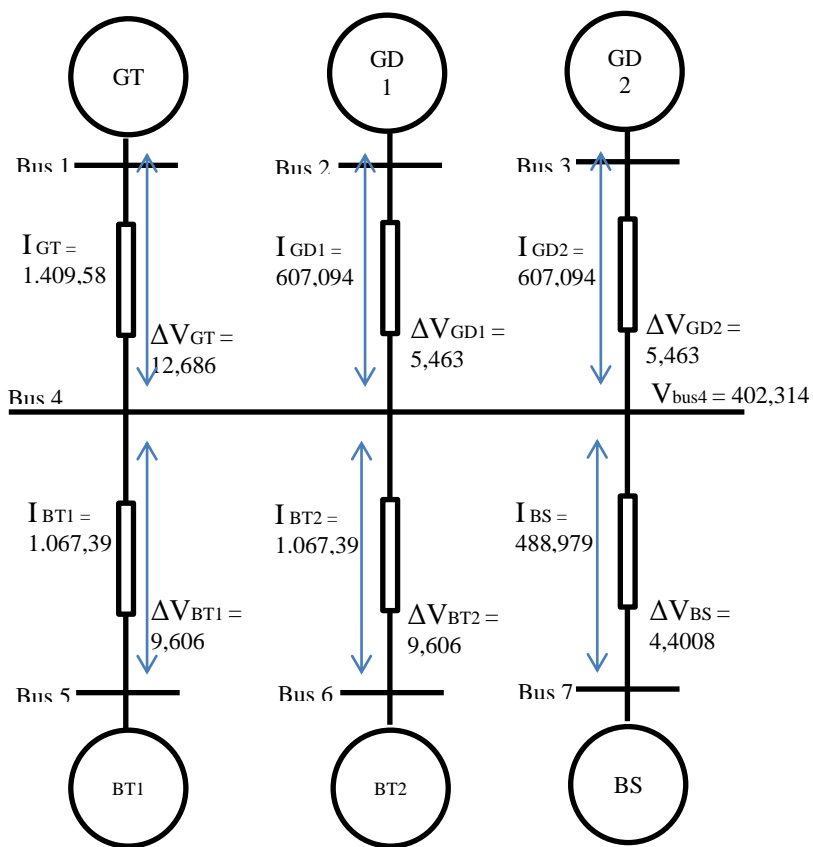 GT
GD
1
GD
2
Bus 1
Bus 2
Bus 3
I GT =
1.409,58
I GD1 =
607,094
I GD2 =
607,094
ΔVGT =
12,686
ΔVGD1 =
5,463
ΔVGD2 =
5,463
Bus 4
Vbus4 = 402,314
I BT1 =
1.067,39
I BT2 =
1.067,39
I BS =
488,979
ΔVBT1 =
9,606
ΔVBT2 =
9,606
ΔVBS =
4,4008
Bus 5
Bus 6
Bus 7
BT1
BT2
BS